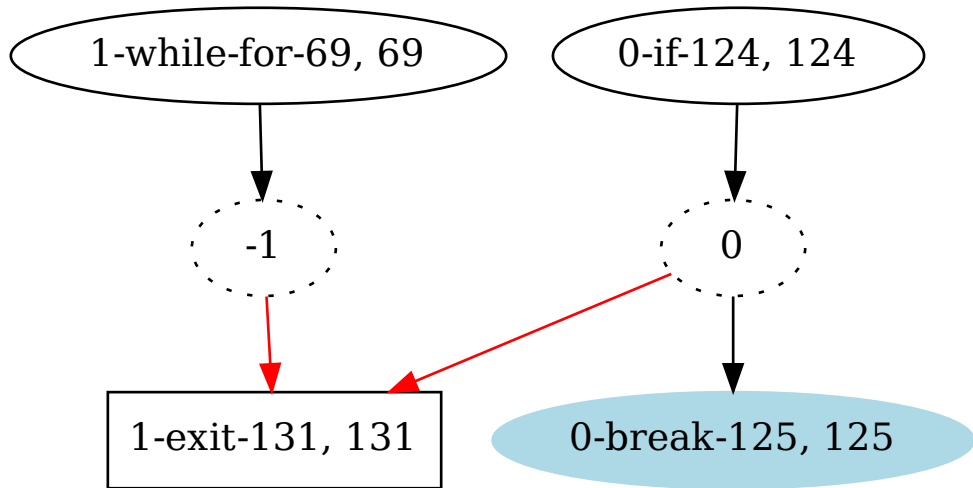 1-while-for-69, 69
0-if-124, 124
-1
0
1-exit-131, 131
0-break-125, 125